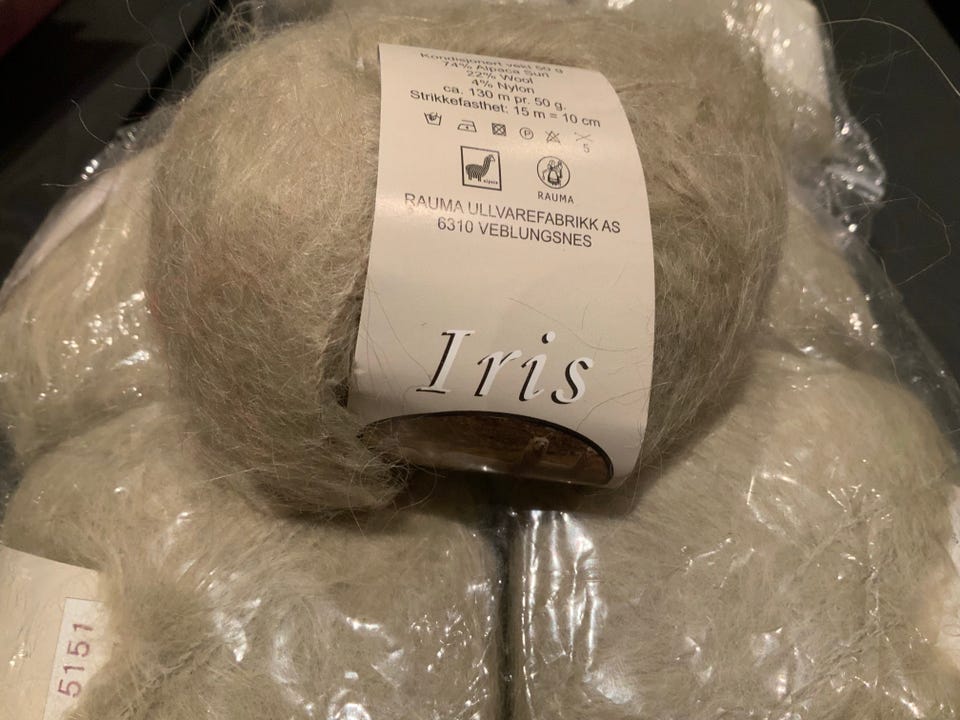 Kondisjonert vekt 50 g
74% Alpaca Suri
22% Wool
4% Nylon
ca. 130 m pr. 50 g.
Strikkefasthet: 15 m = 10 cm
P
5
alpaca
RAUMA
RAUMA ULLVAREFABRIKK AS
6310 VEBLUNGSNES
Iris
5151